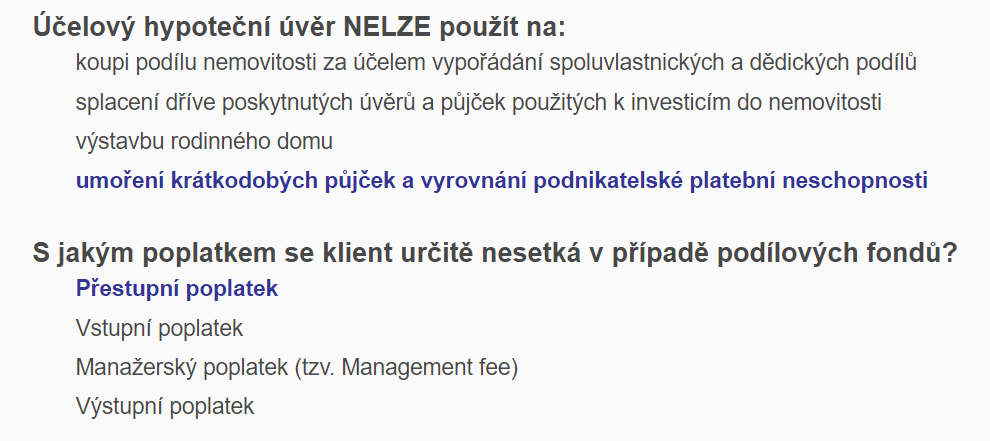 Účelový hypoteční úvěr NELZE použít na:
koupi podílu nemovitosti za účelem vypořádání spoluvlastnických a dědických podílů
splacení dříve poskytnutých úvěrů a půjček použitých k investicím do nemovitosti
výstavbu rodinného domu
umoření krátkodobých půjček a vyrovnání podnikatelské platební neschopnosti
S jakým poplatkem se klient určitě nesetká v případě podílových fondů?
Přestupní poplatek
Vstupní poplatek
Manažerský poplatek (tzv. Management fee)
Výstupní poplatek